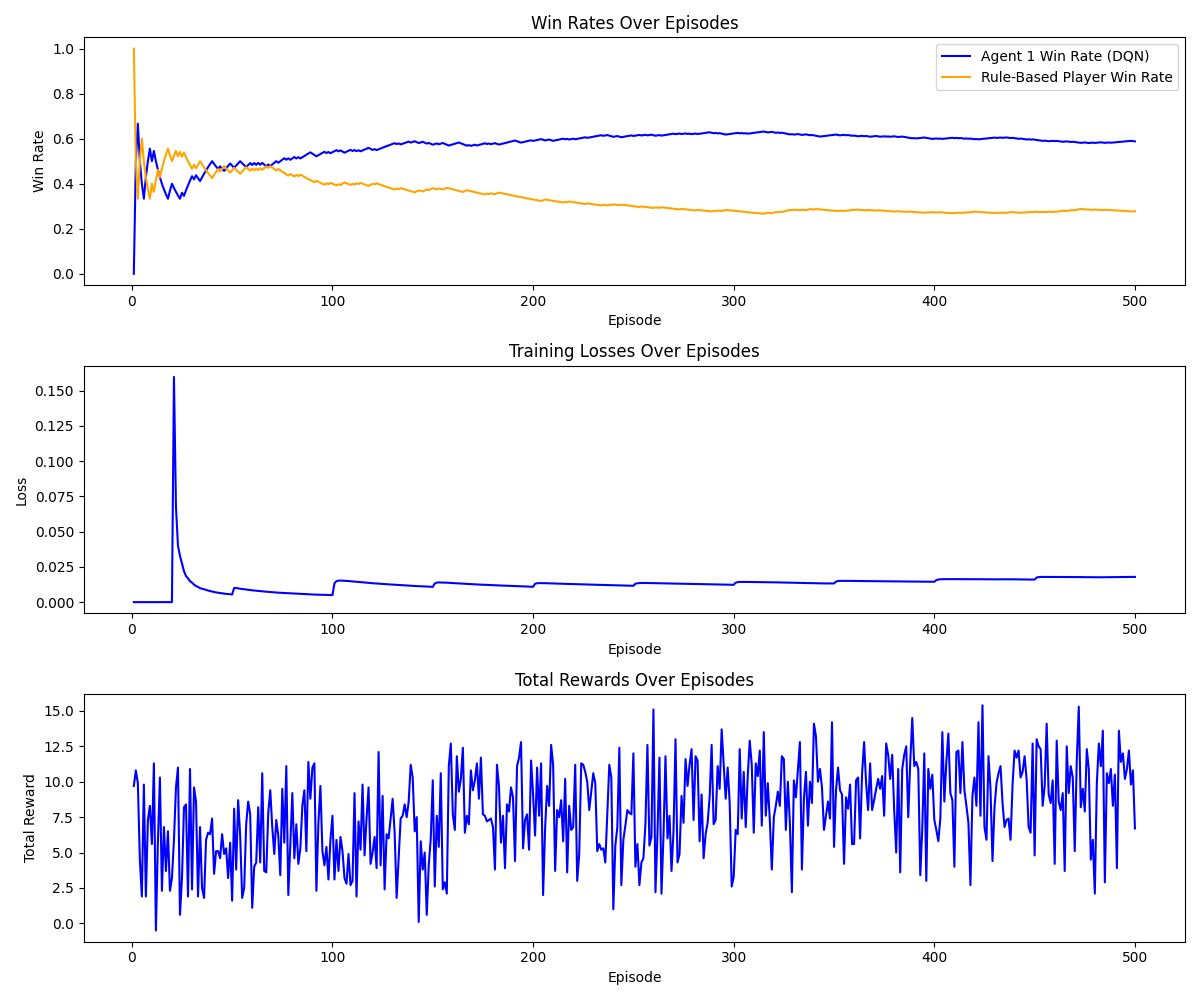 Win Rates Over Episodes
Win Rate
1.0
0.8
0.6
0.4
0.2
0.0
Agent 1 Win Rate (DQN)
Rule-Based Player Win Rate
0 100 200 300 400 500
Episode
Training Losses Over Episodes
Loss
0.150
0.125
0.100
0.075
0.050
0.025
0.000
0 100 200 300 400 500
Episode
Total Rewards Over Episodes
Total Reward
15.0
12.5
10.0
7.5
5.0
2.5
0.0
0 100 200 300 400 500
Episode